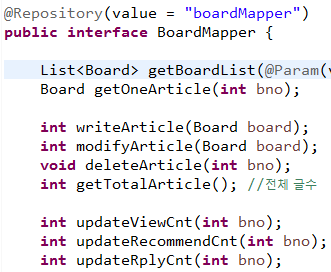 @Repository(value = "boardMapper")
public interface BoardMapper {
List<Board> getBoardList(@Param(
Board getOneArticle(int bno);
int writeArticle(Board board);
int modifyArticle(Board board);
void deleteArticle(int bno);
int getTotalArticle(); //전체 글수
int updateViewCnt(int bno);
int updateRecommendCnt(int bno);
int updateRplyCnt(int bno);